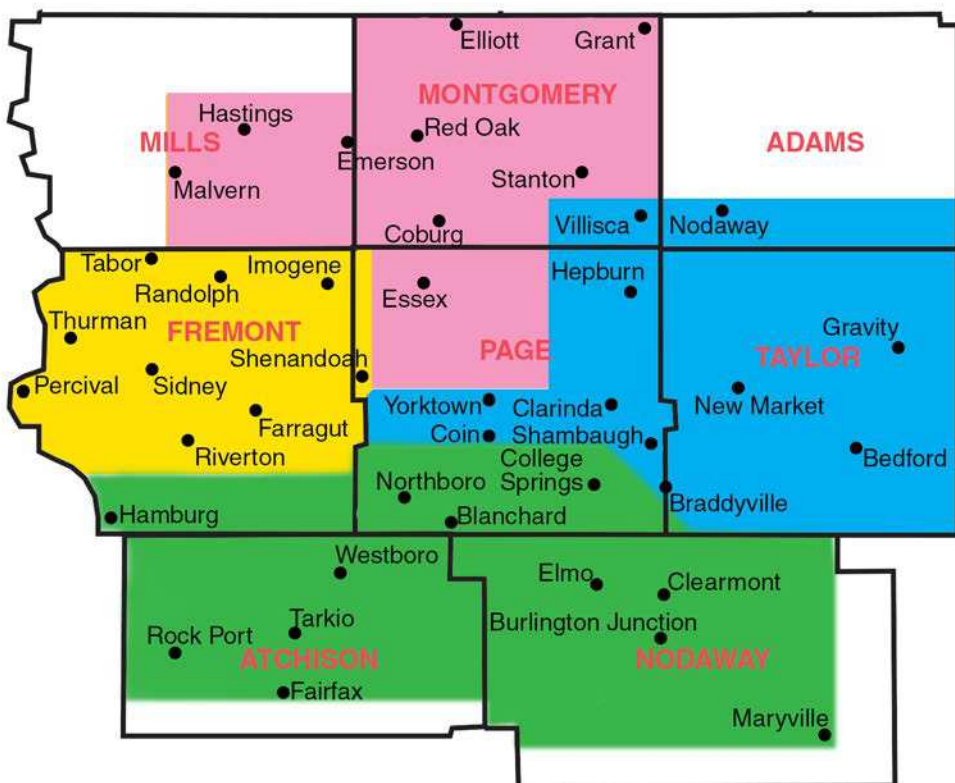 Elliott
Grant
MONTGOMERY
Hastings
MILLS
Red Oak
ADAMS
Emerson
Malvern
Stanton
Coburg
Villisca
Nodaway
Tabor
Imogene
Hepburn
Randolph
Essex
Thurman
FREMONT
Gravity
Shenandoah
PAGE
TAYLOR
Percival
Sidney
Yorktown
Clarinda
New Market
Farragut
Coin
Shambaugh
Riverton
College
Springs
Bedford
Northboro
Braddyville
Hamburg
Blanchard
Westboro
Elmo
Clearmont
Tarkio
Burlington Junction
Rock Port
ATCHISON
NODAWAY
Fairfax
Maryville